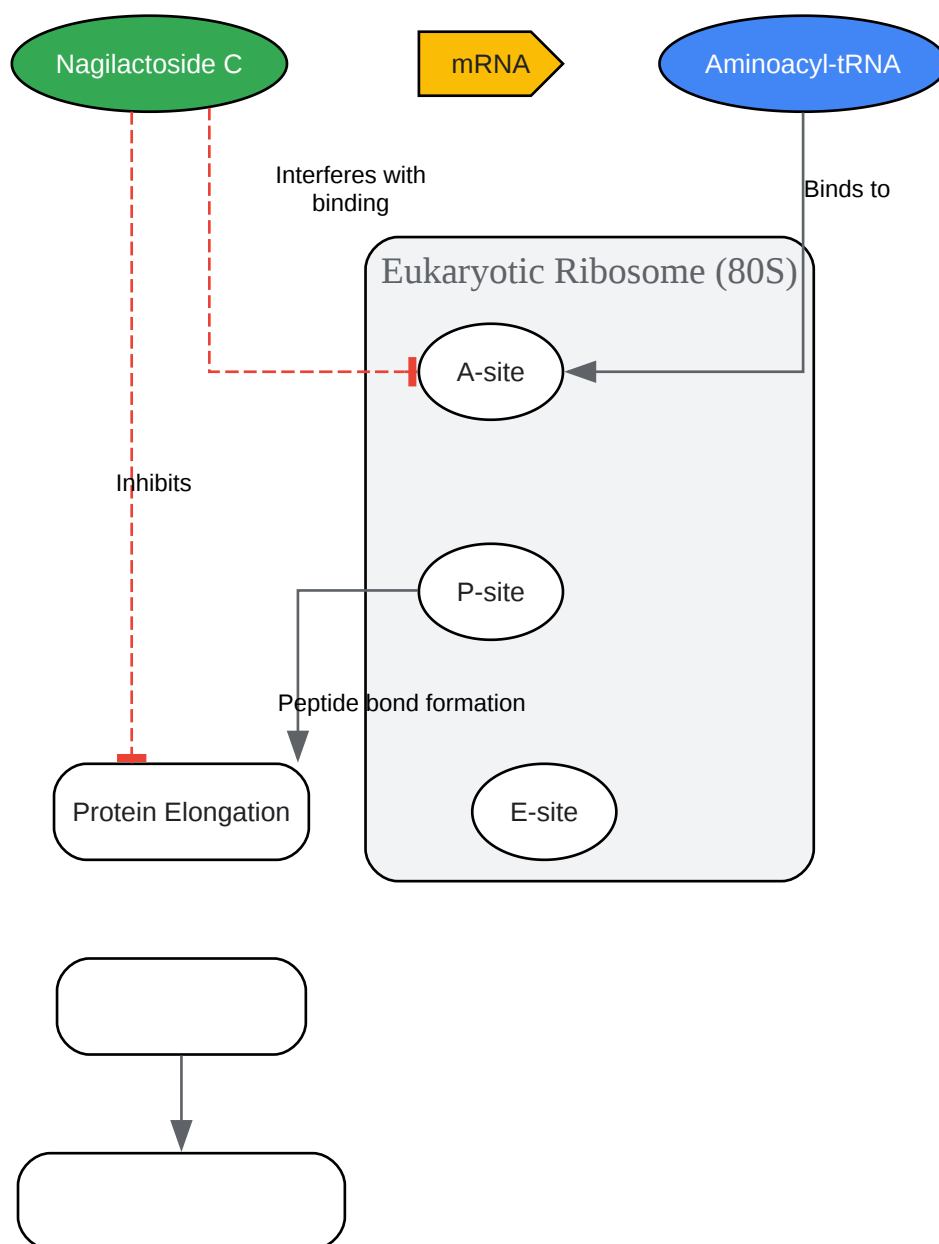 Nagilactoside C
mRNA
Aminoacyl-tRNA
Interferes with
binding
Binds to
Eukaryotic Ribosome (80S)
A-site
Inhibits
P-site
Peptide bond formation
Protein Elongation
E-site